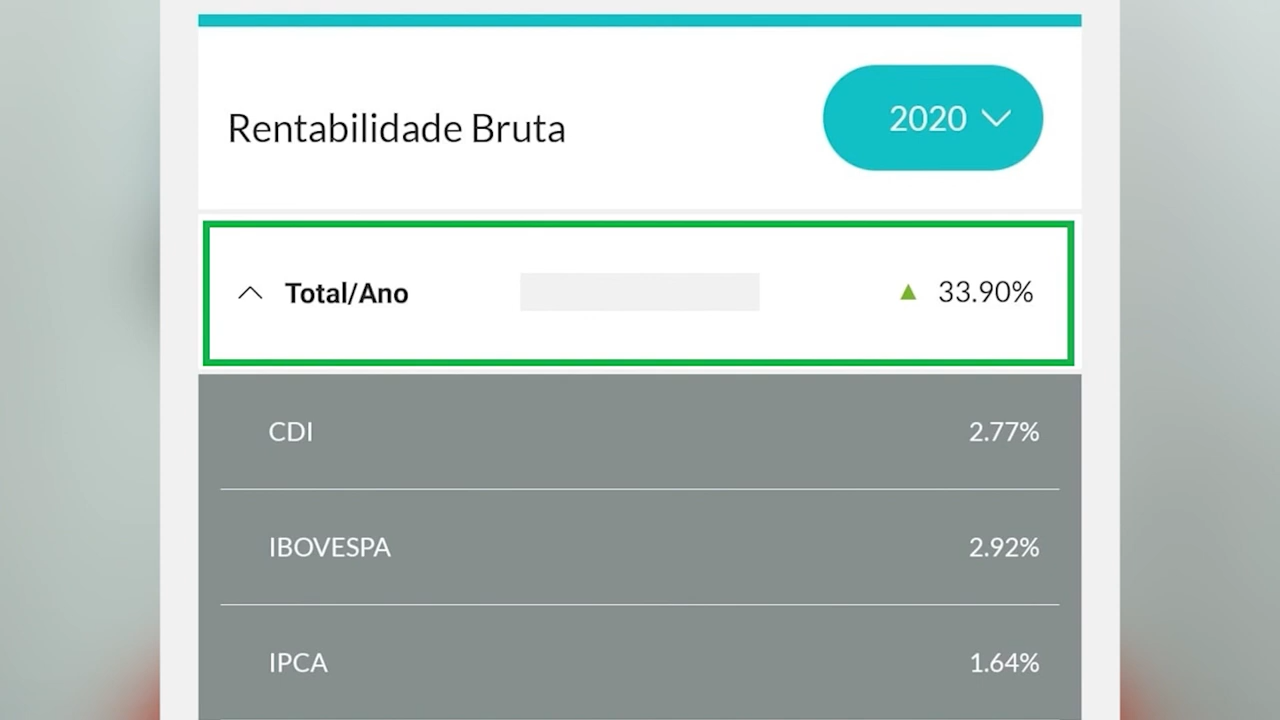 Rentabilidade Bruta
2020
Total/Ano 33.90%
CDI 2.77%
IBOVESPA 2.92%
IPCA 1.64%